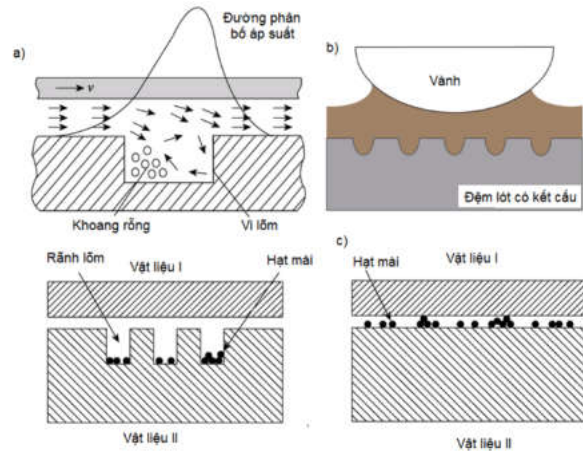 Đường phân
bố áp suất
a)
v
Khoang rỗng
Vi lõm
b)
Vành
Đệm lót có kết cấu
Rãnh lõm
Vật liệu I
Hạt mài
Vật liệu II
c)
Vật liệu I
Hạt mài
Vật liệu II